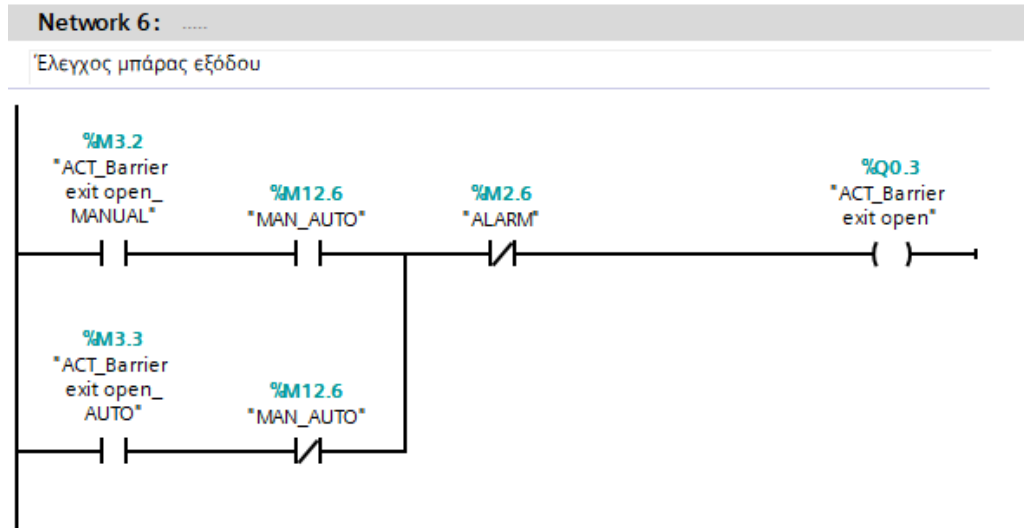 Network 6: .....
Έλεγχος μπάρας εξόδου
%M3.2
"ACT_Barrier
exit open_
MANUAL"
%M12.6
"MAN_AUTO"
%M2.6
"ALARM"
%Q0.3
"ACT_Barrier
exit open"
%M3.3
"ACT_Barrier
exit open_
AUTO"
%M12.6
"MAN_AUTO"